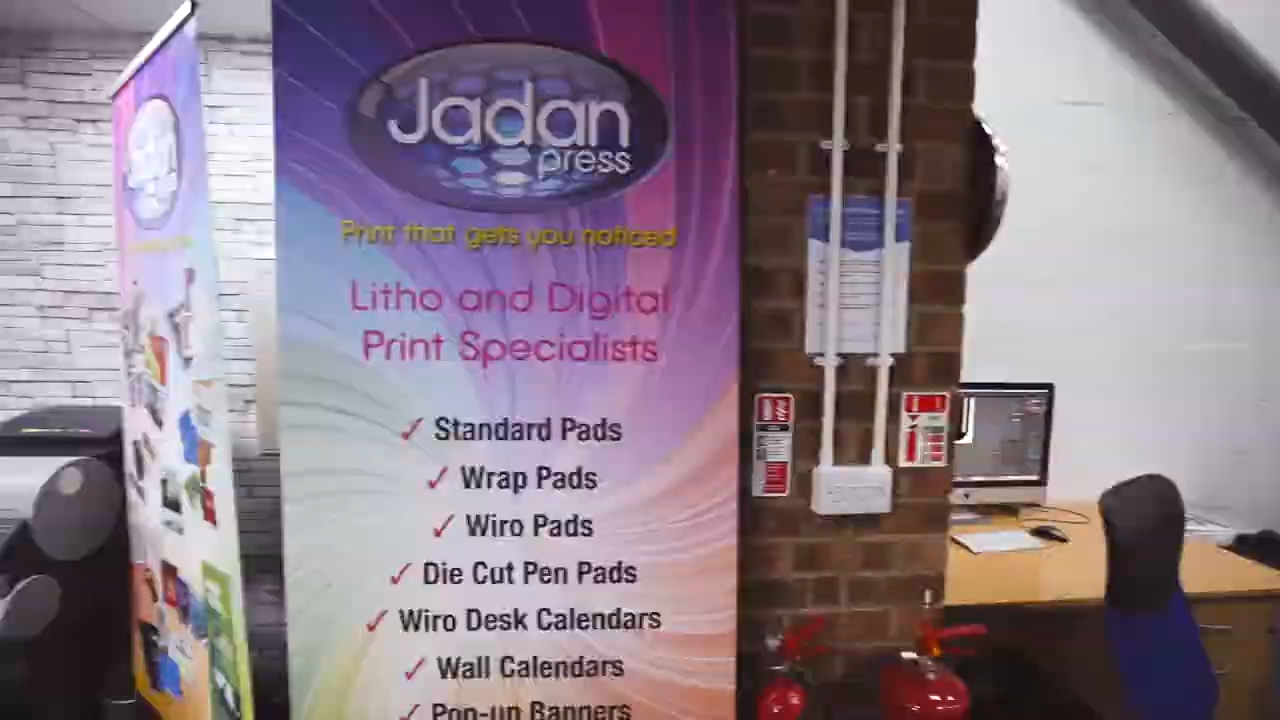 Jadan
press
Print that gets you noticed
Litho and Digital
Print Specialists
✓ Standard Pads
✓ Wrap Pads
✓ Wiro Pads
✓ Die Cut Pen Pads
✓ Wiro Desk Calendars
✓ Wall Calendars
✓ Pop-up Banners